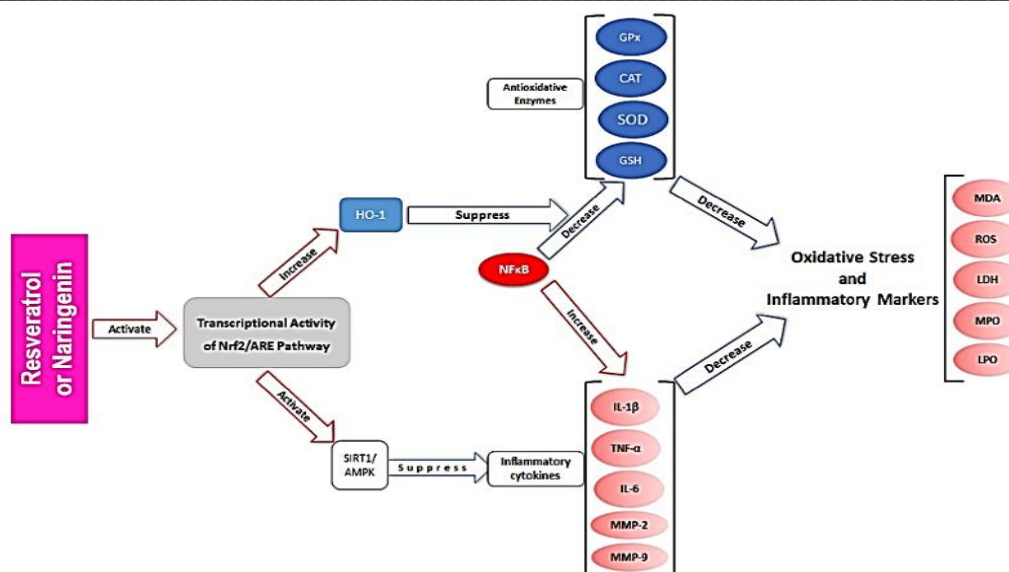 Resveratrol
or Naringenin
Activate
Transcriptional Activity
of Nrf2/ARE Pathway
Increase
HO-1
Suppress
Activate
SIRT1/
AMPK
Suppress
Antioxidative
Enzymes
GPx
CAT
SOD
GSH
NFκB
Decrease
Increase
Inflammatory
cytokines
IL-1β
TNF-α
IL-6
MMP-2
MMP-9
Decrease
Decrease
Oxidative Stress
and
Inflammatory Markers
MDA
ROS
LDH
MPO
LPO